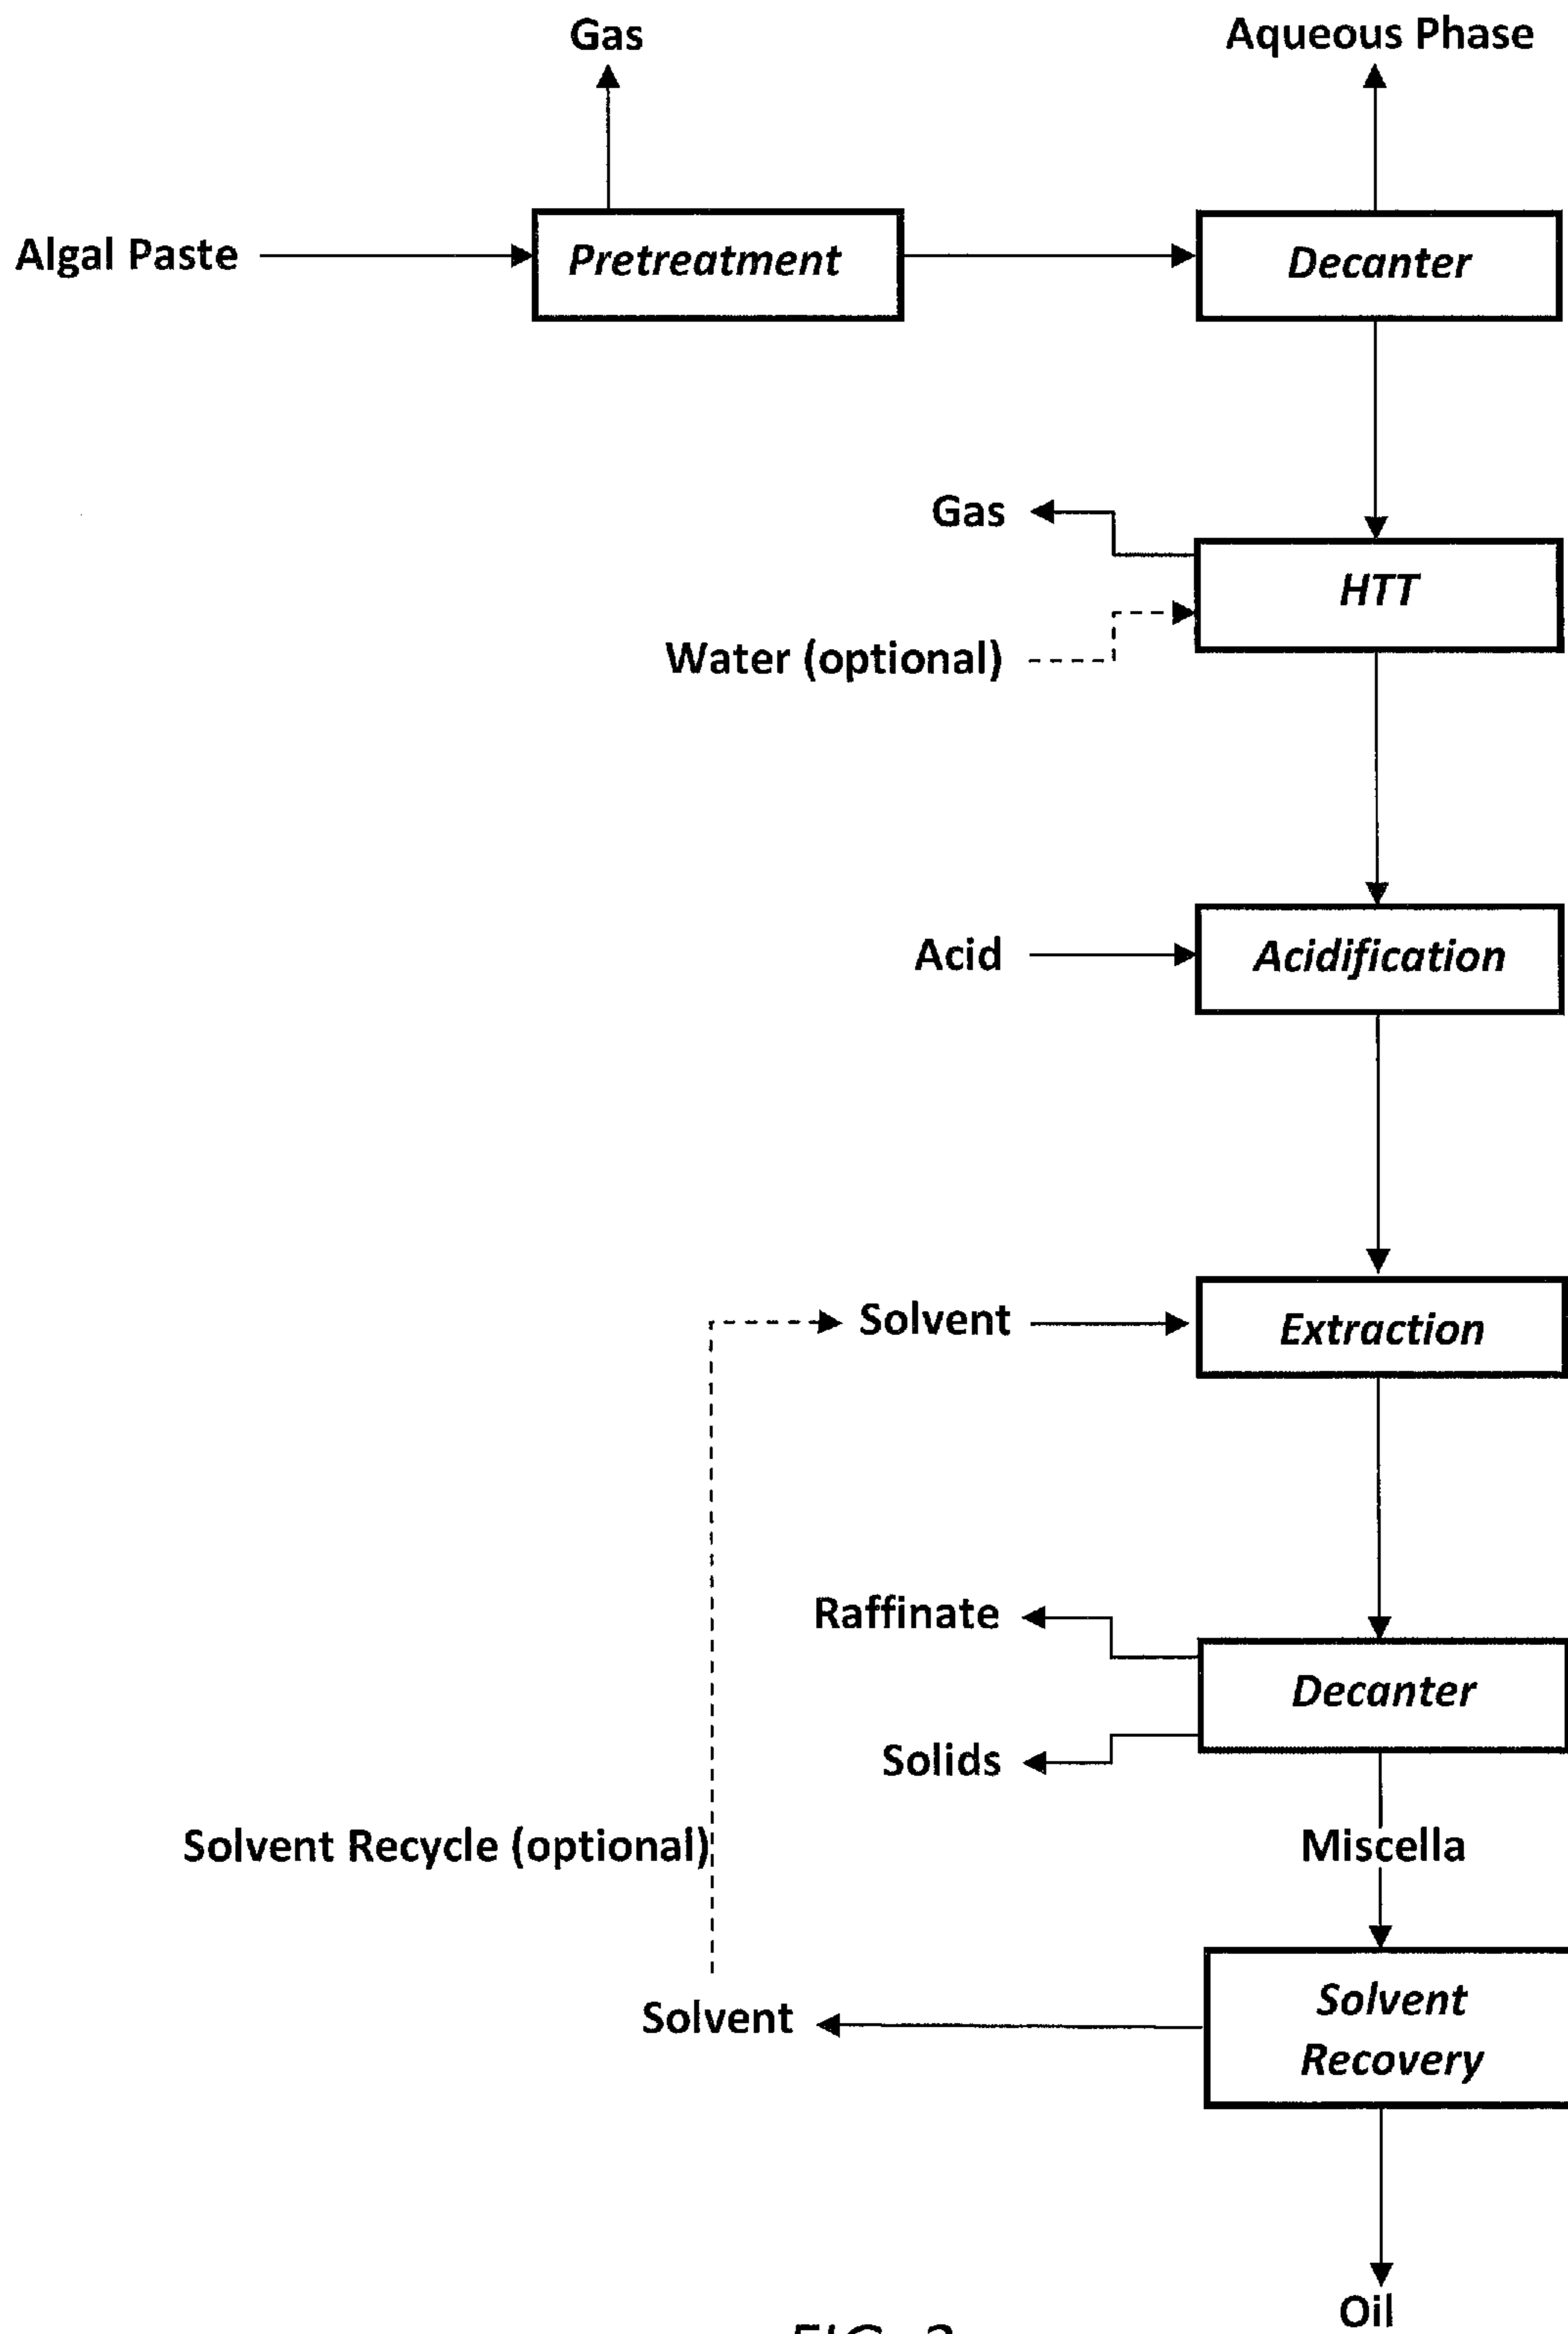 Gas
Aqueous Phase
Algal Paste
Pretreatment
Decanter
Gas
HTT
Water (optional)
Acid
Acidification
Solvent
Extraction
Raffinate
Decanter
Solids
Solvent Recycle (optional)
Miscella
Solvent
Solvent
Recovery
Oil